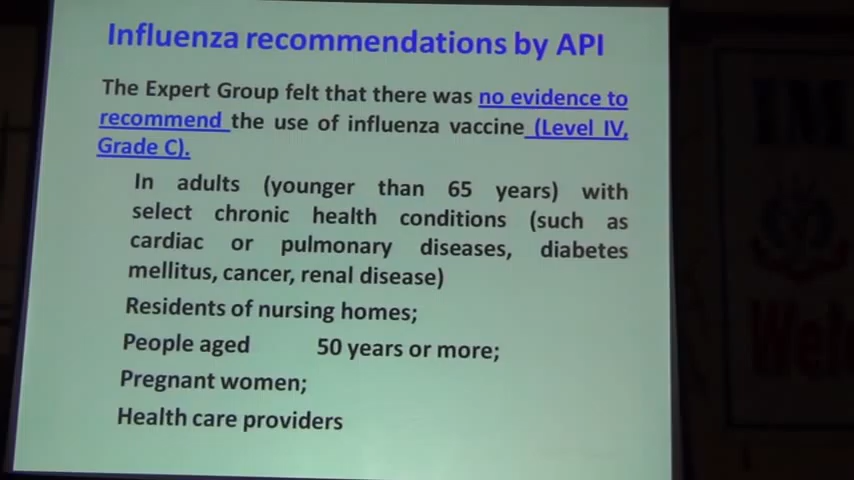 Influenza recommendations by API
The Expert Group felt that there was no evidence to
recommend the use of influenza vaccine (Level IV,
Grade C).
In adults (younger than 65 years) with
select chronic health conditions (such as
cardiac or pulmonary diseases, diabetes
mellitus, cancer, renal disease)
Residents of nursing homes;
People aged 50 years or more;
Pregnant women;
Health care providers